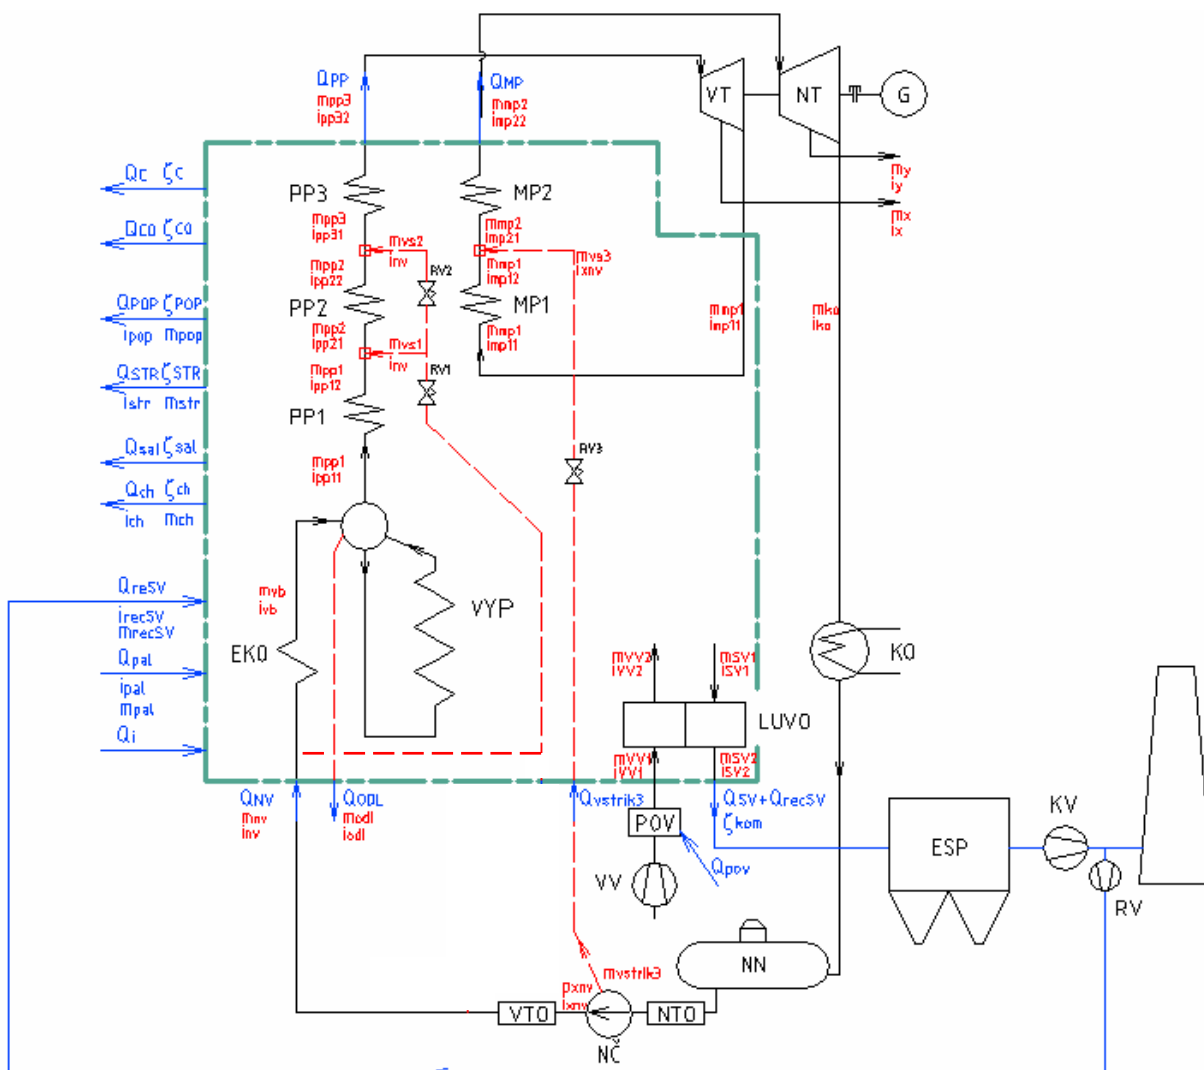 QPP
mpp3
ipp32
QMP
mmp2
imp22
VT
NT
G
my
iy
mx
ix
QC ζC
QCO ζCO
QPOP ζPOP
ipop mpop
QSTR ζSTR
istr mstr
Qsal ζsal
Qch ζch
ich mch
QreSV
irecSV
mrecSV
Qpal
ipal
mpal
Qi
PP3
mpp3
ipp31
mvs2
inv
mpp2
ipp22
RV2
PP2
mpp2
ipp21
mvs1
inv
mpp1
ipp12
RV1
PP1
mpp1
ipp11
MP2
mmp2
imp21
mvs3
ixnv
mmp1
imp12
MP1
mmp1
imp11
mmp1
imp11
mko
iko
RV3
mvb
ivb
EKO
VYP
KO
mVV2
iVV2
mSV1
iSV1
LUVO
mVV1
iVV1
mSV2
iSV2
QNV
mnv
inv
QODL
modl
iodl
Qvstrik3
POV
QSV+QrecSV
ζkom
Qpov
VV
ESP
KV
RV
NN
mvstrik3
pxnv
ixnv
VTO
NTO
NČ